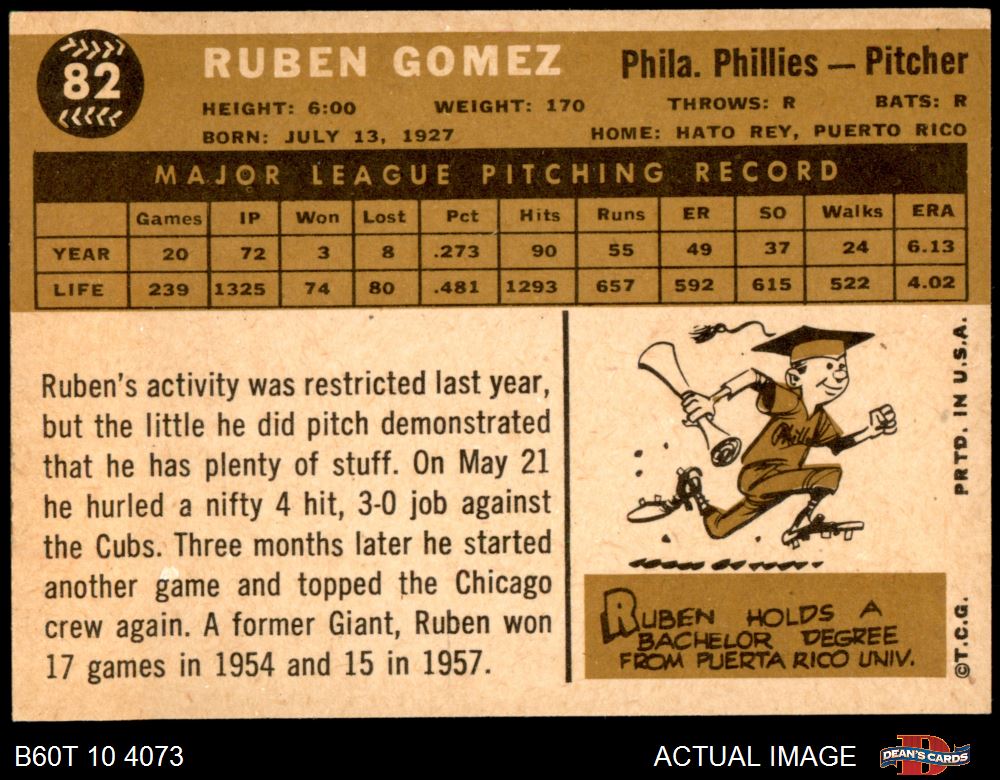 82
RUBEN GOMEZ
Phila. Phillies — Pitcher
HEIGHT: 6:00 WEIGHT: 170 THROWS: R BATS: R
BORN: JULY 13, 1927 HOME: HATO REY, PUERTO RICO
MAJOR LEAGUE PITCHING RECORD
Games IP Won Lost Pct Hits Runs ER SO Walks ERA
YEAR 20 72 3 8 .273 90 55 49 37 24 6.13
LIFE 239 1325 74 80 .481 1293 657 592 615 522 4.02
Ruben's activity was restricted last year,
but the little he did pitch demonstrated
that he has plenty of stuff. On May 21
he hurled a nifty 4 hit, 3-0 job against
the Cubs. Three months later he started
another game and topped the Chicago
crew again. A former Giant, Ruben won
17 games in 1954 and 15 in 1957.
Phill
RUBEN HOLDS A
BACHELOR DEGREE
FROM PUERTA RICO UNIV.
PRTD. IN U.S.A.
©T.C.G.
B60T 10 4073
ACTUAL IMAGE
DEAN'S CARDS